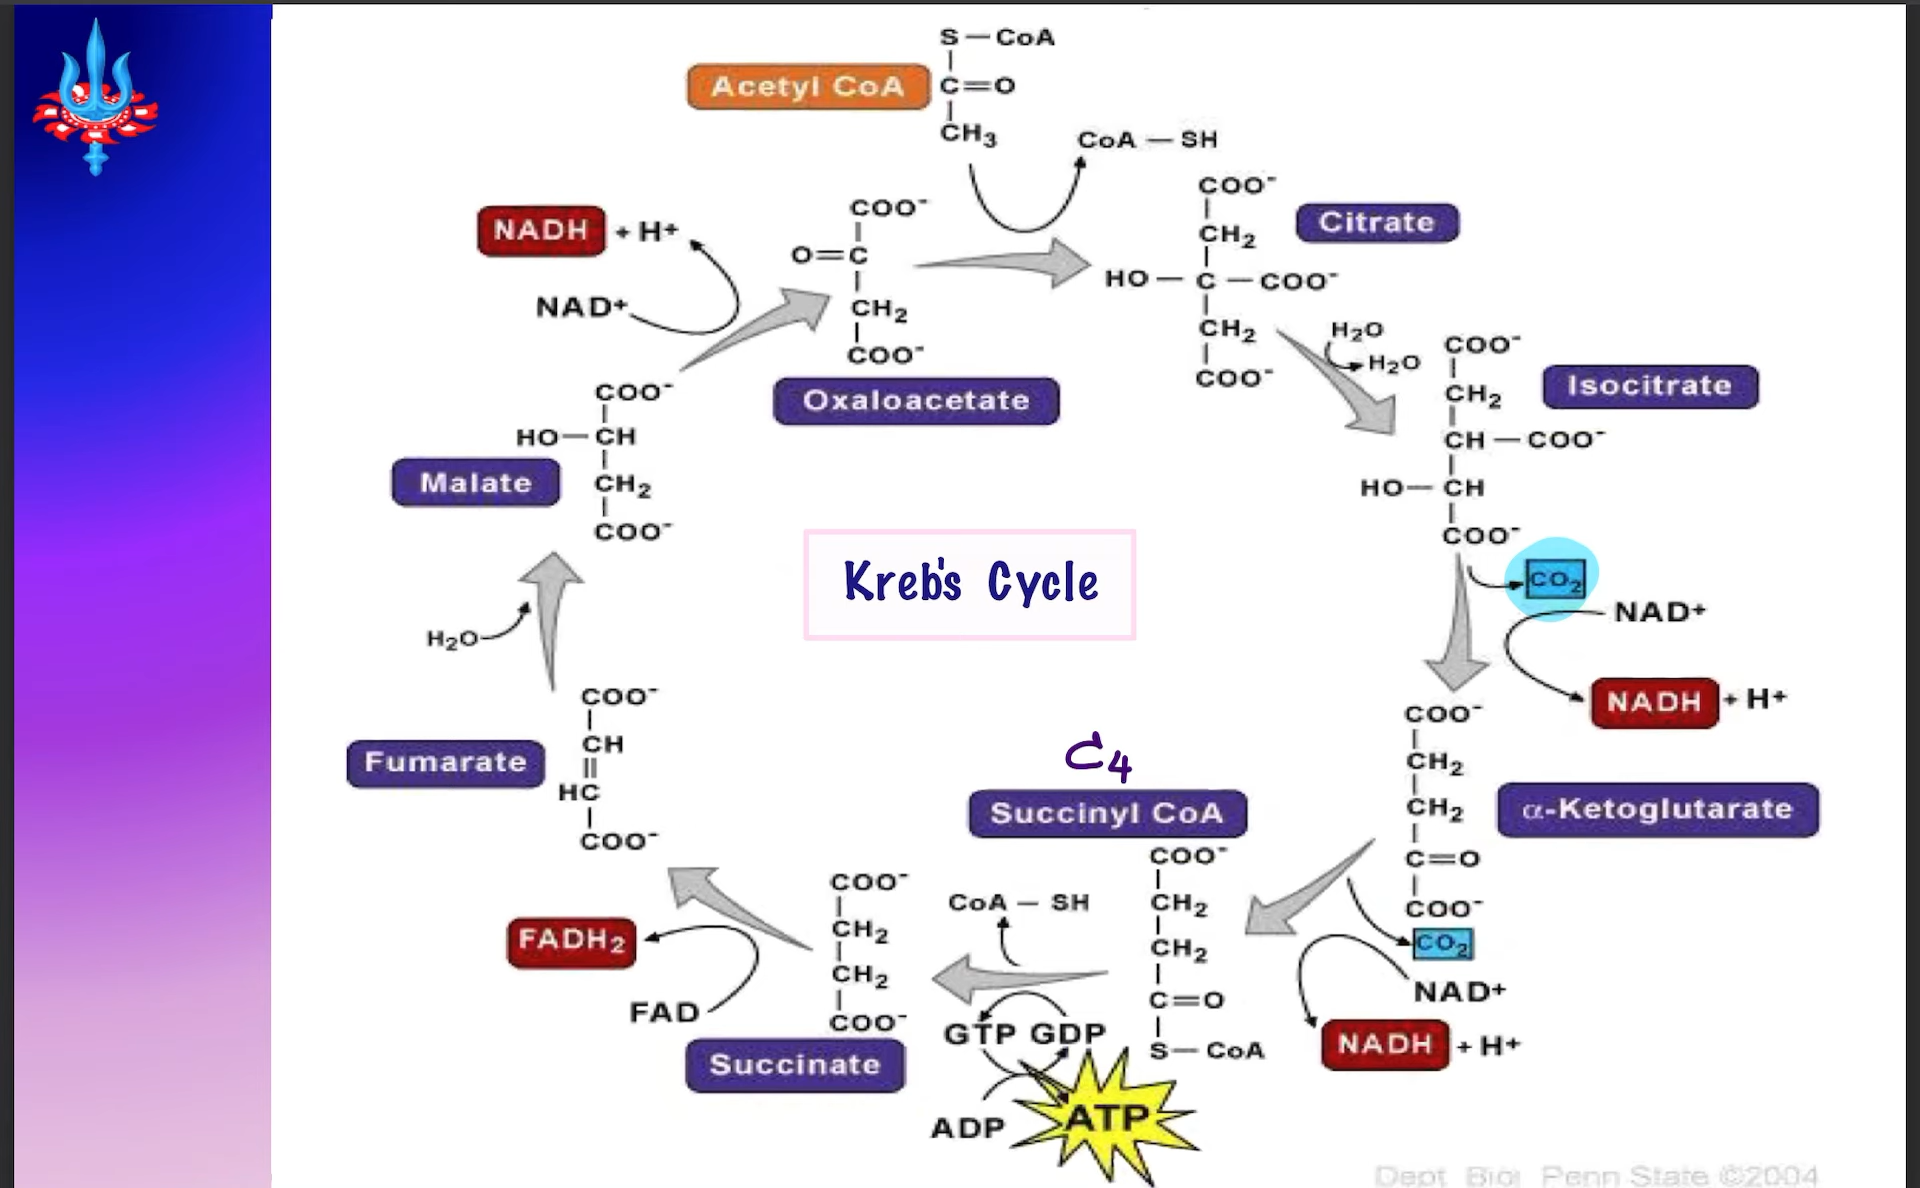 S — CoA
Acetyl CoA
C=O
CH₃
CoA — SH
COO⁻
CH₂
HO — C — COO⁻
CH₂
COO⁻
Citrate
H₂O
H₂O
COO⁻
CH₂
CH — COO⁻
HO — CH
COO⁻
Isocitrate
CO₂
NAD+
NADH + H+
COO⁻
CH₂
CH₂
C=O
COO⁻
α-Ketoglutarate
CO₂
NAD+
NADH + H+
C₄
Succinyl CoA
COO⁻
CH₂
CH₂
C=O
S — CoA
CoA — SH
GTP GDP
ADP
ATP
COO⁻
CH₂
CH₂
COO⁻
Succinate
FADH₂
FAD
COO⁻
CH
HC
COO⁻
Fumarate
H₂O
COO⁻
HO — CH
CH₂
COO⁻
Malate
NADH + H+
NAD+
COO⁻
O=C
CH₂
COO⁻
Oxaloacetate
Kreb's Cycle
Dept Biol Penn State ©2004